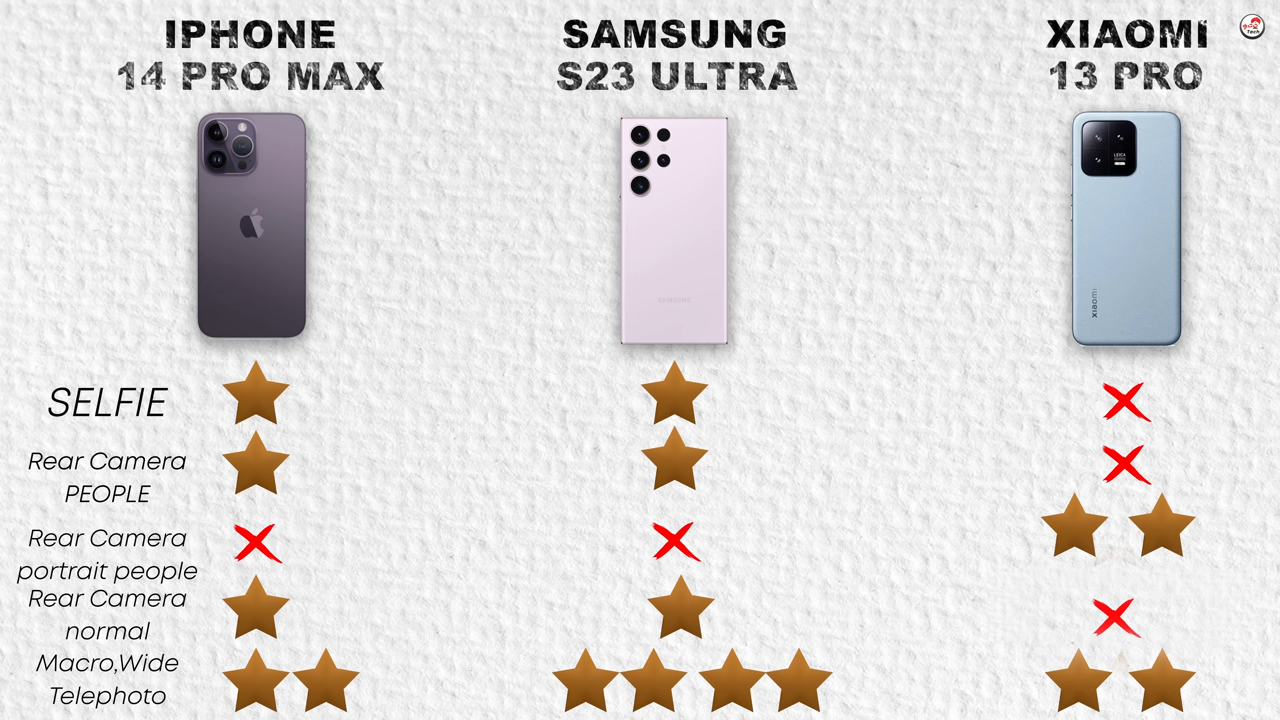 IPHONE
14 PRO MAX
SAMSUNG
S23 ULTRA
XIAOMI
13 PRO
Tech
LEICA
SAMSUNG
xiaomi
SELFIE
Rear Camera
PEOPLE
Rear Camera
portrait people
Rear Camera
normal
Macro,Wide
Telephoto